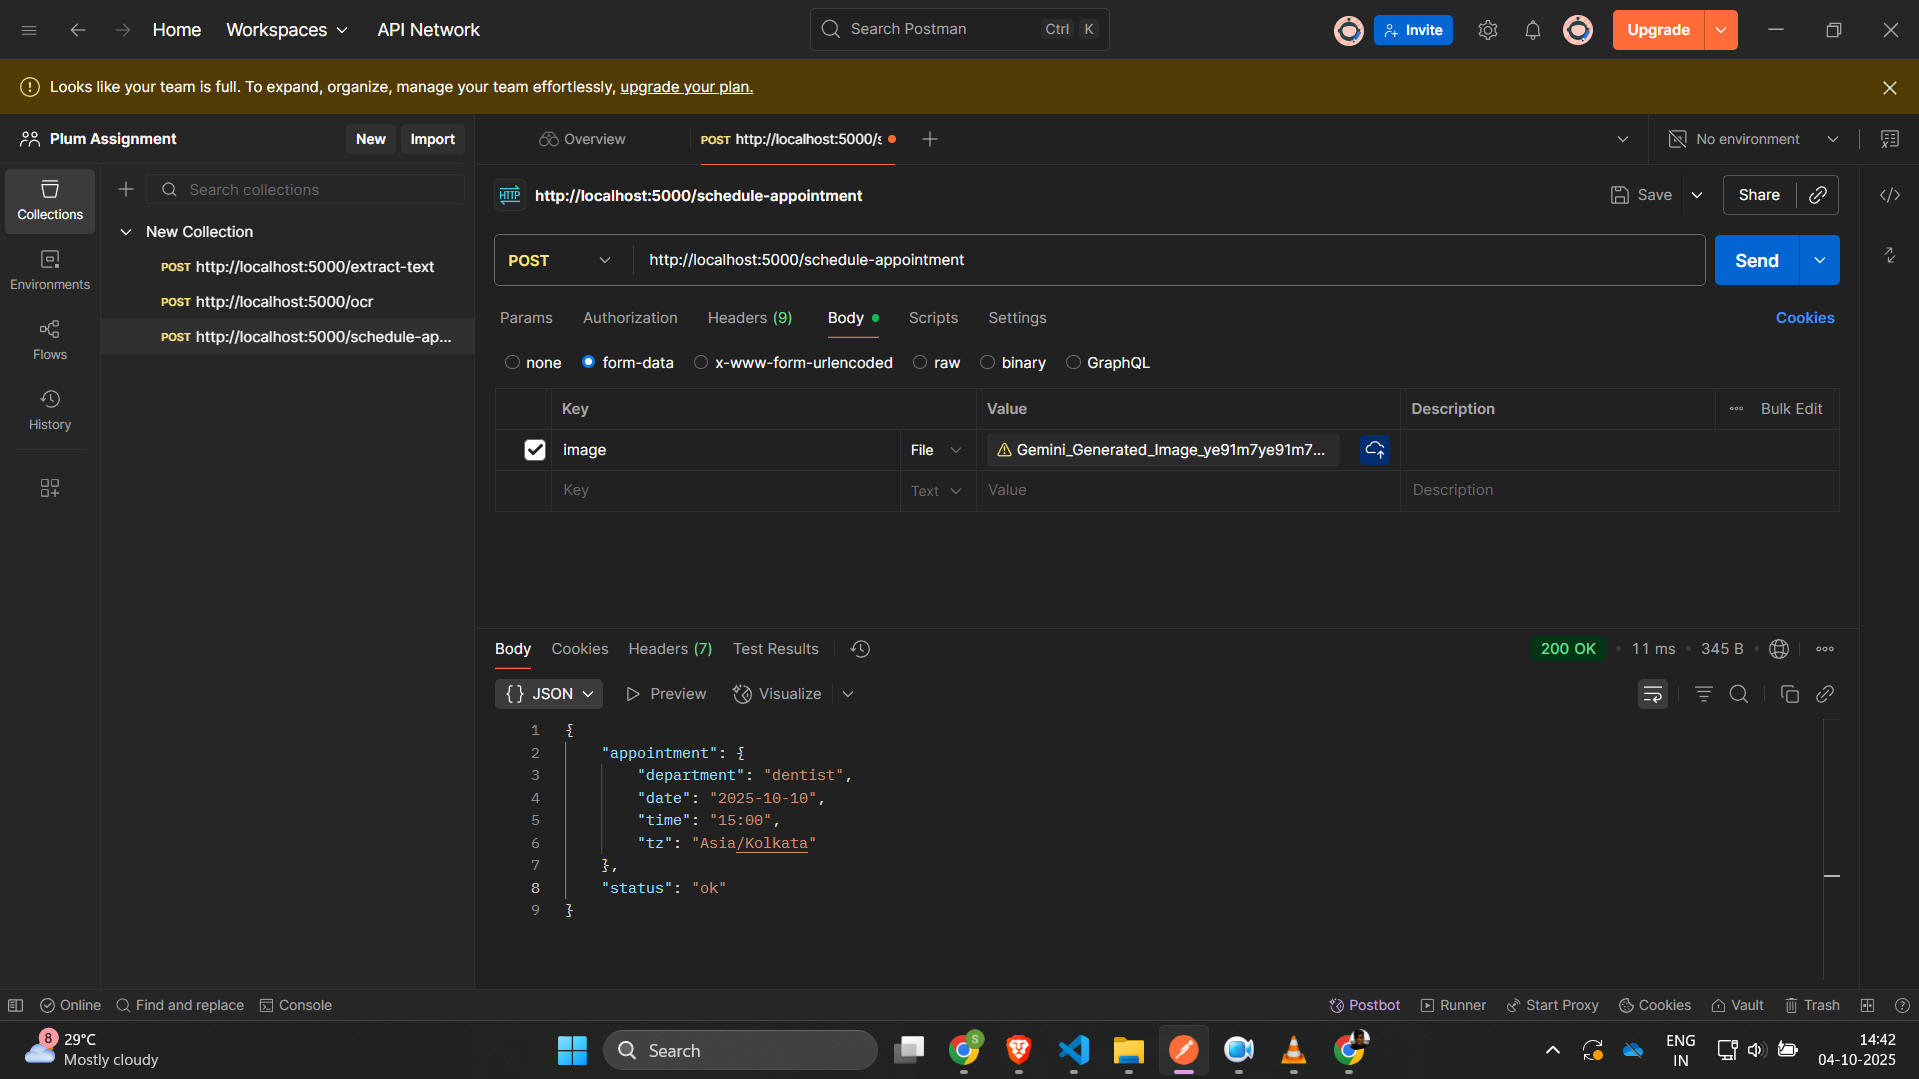 Home Workspaces API Network Search Postman Ctrl K Invite Upgrade
Looks like your team is full. To expand, organize, manage your team effortlessly, upgrade your plan.
Plum Assignment New Import Overview POST http://localhost:5000/s No environment
Collections
Environments
Flows
History
Search collections
New Collection
POST http://localhost:5000/extract-text
POST http://localhost:5000/ocr
POST http://localhost:5000/schedule-ap...
HTTP http://localhost:5000/schedule-appointment Save Share
POST http://localhost:5000/schedule-appointment Send
Params Authorization Headers (9) Body Scripts Settings Cookies
none form-data x-www-form-urlencoded raw binary GraphQL
Key Value Description Bulk Edit
image File Gemini_Generated_Image_ye91m7ye91m7...
Key Text Value Description
Body Cookies Headers (7) Test Results 200 OK 11 ms 345 B
{} JSON Preview Visualize
1 {
2 "appointment": {
3 "department": "dentist",
4 "date": "2025-10-10",
5 "time": "15:00",
6 "tz": "Asia/Kolkata"
7 },
8 "status": "ok"
9 }
Online Find and replace Console Postbot Runner Start Proxy Cookies Vault Trash
8 29°C
Mostly cloudy
Search
S
ENG
IN
14:42
04-10-2025